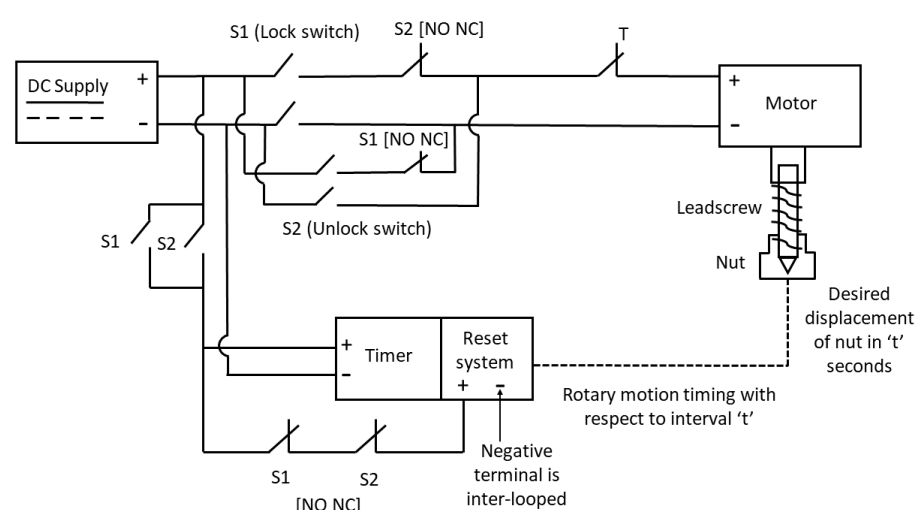 S1 (Lock switch)
S2 [NO NC]
T
DC Supply
+
-
+
-
Motor
S1 [NO NC]
S2 (Unlock switch)
Leadscrew
Nut
S1
S2
Desired
displacement
of nut in ‘t’
seconds
+
-
Timer
Reset
system
+
-
Rotary motion timing with
respect to interval ‘t’
S1
S2
[NO NC]
Negative
terminal is
inter-looped